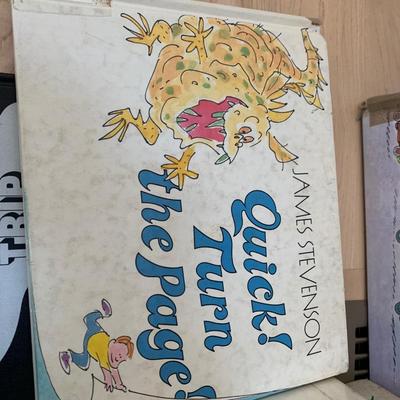 JAMES STEVENSON
Quick!
Turn
the page!
TRIP